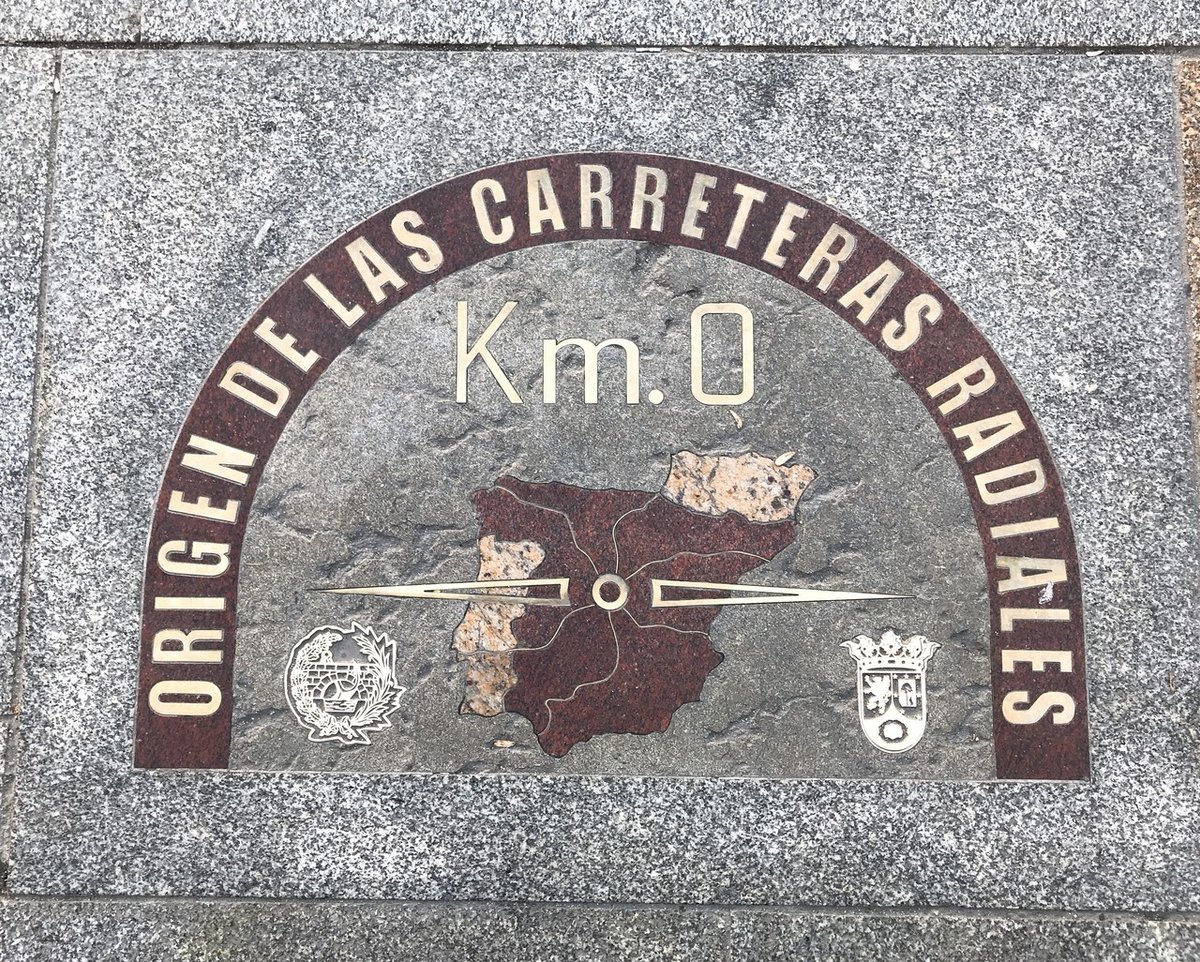 ORIGEN DE LAS CARRETERAS RADIALES
Km. 0